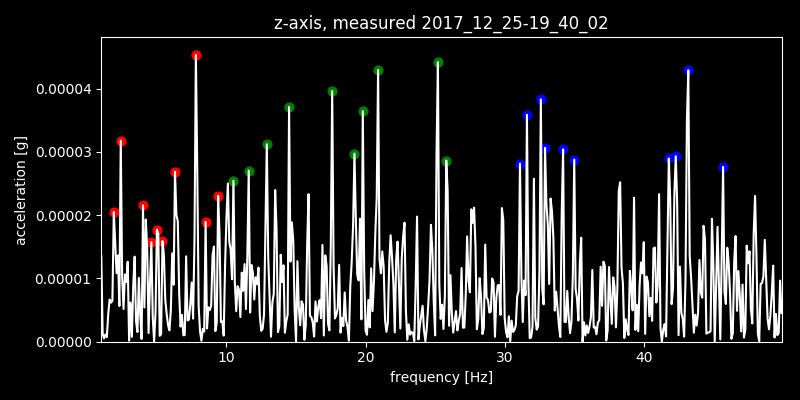 z-axis, measured 2017_12_25-19_40_02
acceleration [g]
0.00004
0.00003
0.00002
0.00001
0.00000
10 20 30 40
frequency [Hz]